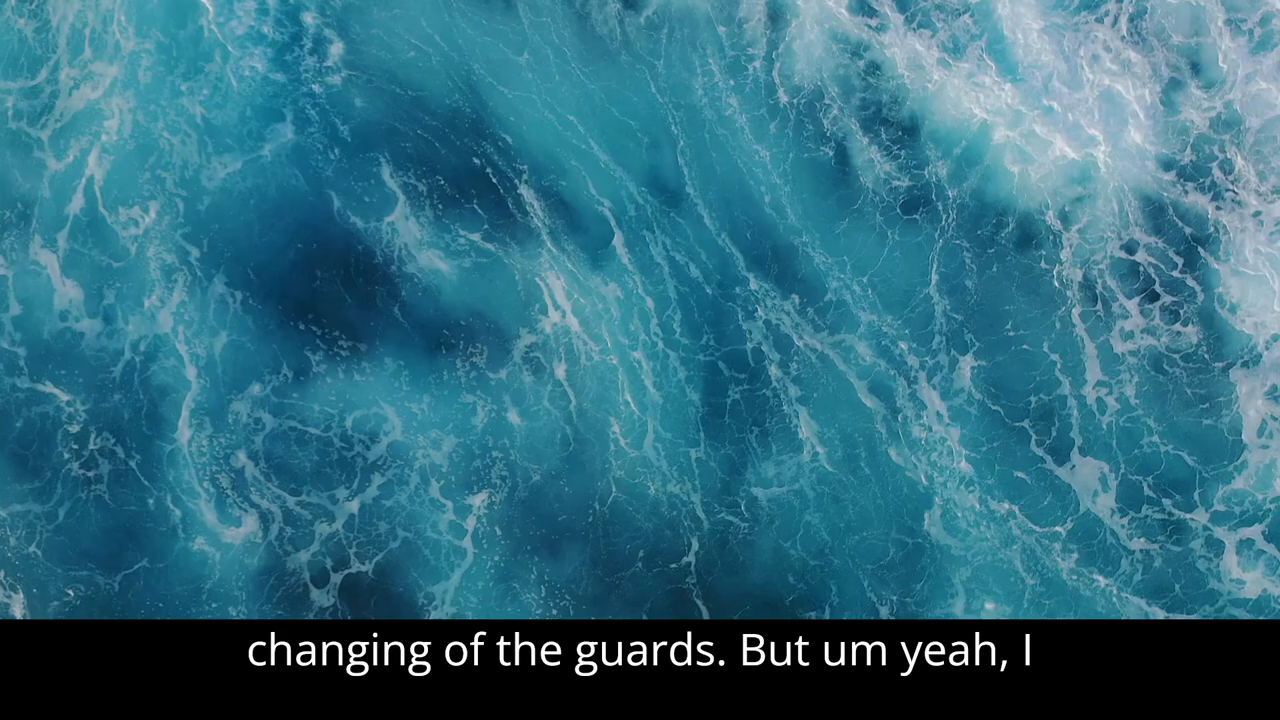 changing of the guards. But um yeah, I